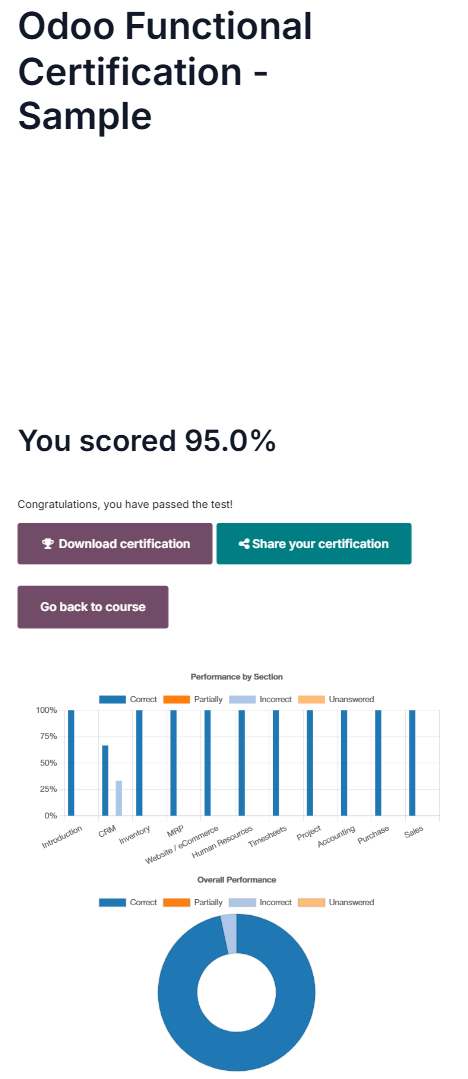 Odoo Functional
Certification -
Sample
You scored 95.0%
Congratulations, you have passed the test!
Download certification
Share your certification
Go back to course
Performance by Section
Correct
Partially
Incorrect
Unanswered
100%
75%
50%
25%
0%
Introduction
CRM
Inventory
MRP
Website / eCommerce
Human Resources
Timesheets
Project
Accounting
Purchase
Sales
Overall Performance
Correct
Partially
Incorrect
Unanswered